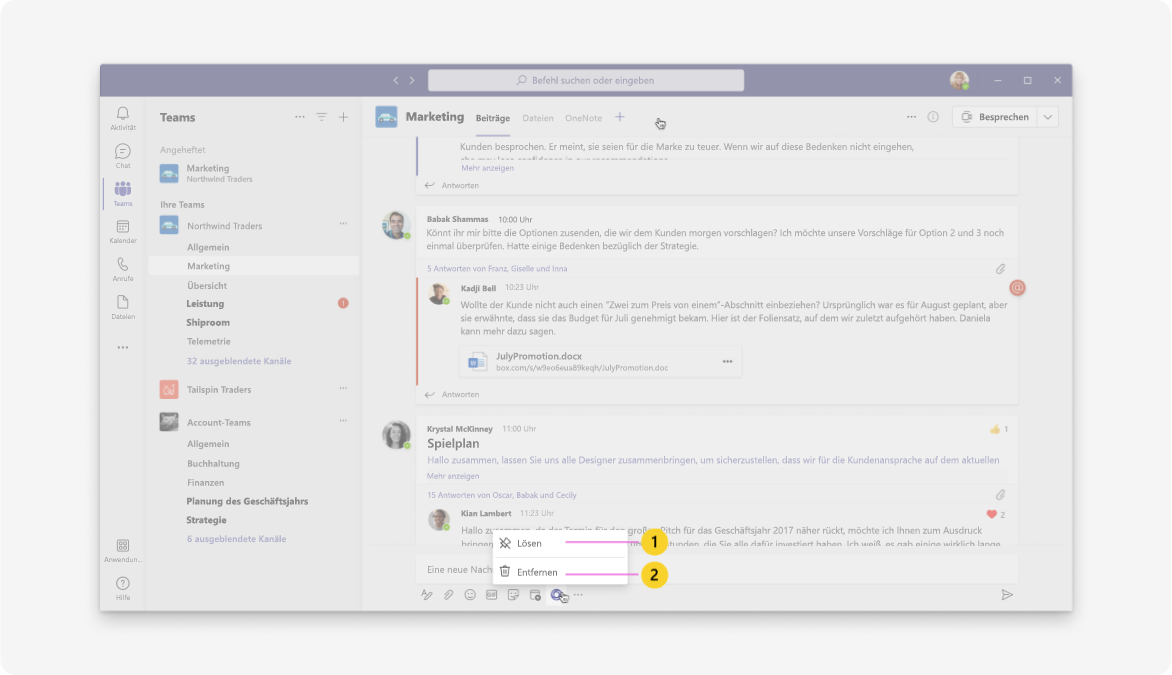 Befehl suchen oder eingeben
Aktivität
Chat
Teams
Kalender
Anrufe
Dateien
Anwendun...
Hilfe
Teams
Angeheftet
Marketing
Northwind Traders
Ihre Teams
Northwind Traders
Allgemein
Marketing
Übersicht
Leistung
Shiproom
Telemetrie
32 ausgeblendete Kanäle
Tailspin Traders
Account-Teams
Allgemein
Buchhaltung
Finanzen
Planung des Geschäftsjahrs
Strategie
6 ausgeblendete Kanäle
Marketing Beiträge Dateien OneNote
Besprechen
Kunden besprochen. Er meint, sie seien für die Marke zu teuer. Wenn wir auf diese Bedenken nicht eingehen,
Mehr anzeigen
Antworten
Babak Shammas 10:00 Uhr
Könnt ihr mir bitte die Optionen zusenden, die wir dem Kunden morgen vorschlagen? Ich möchte unsere Vorschläge für Option 2 und 3 noch
einmal überprüfen. Hatte einige Bedenken bezüglich der Strategie.
5 Antworten von Franz, Giselle und Inna
Kadji Bell 10:23 Uhr
Wollte der Kunde nicht auch einen "Zwei zum Preis von einem"-Abschnitt einbeziehen? Ursprünglich war es für August geplant, aber
sie erwähnte, dass sie das Budget für Juli genehmigt bekam. Hier ist der Foliensatz, auf dem wir zuletzt aufgehört haben. Daniela
kann mehr dazu sagen.
JulyPromotion.docx
box.com/s/w9eo6eua89keqh/JulyPromotion.doc
Antworten
Krystal McKinney 11:00 Uhr
1
Spielplan
Hallo zusammen, lassen Sie uns alle Designer zusammenbringen, um sicherzustellen, dass wir für die Kundenansprache auf dem aktuellen
Mehr anzeigen
15 Antworten von Oscar, Babak und Cecily
Kian Lambert 11:23 Uhr
2
Hallo zusammen, da der Termin für den großen Pitch für das Geschäftsjahr 2017 näher rückt, möchte ich Ihnen zum Ausdruck
die Sie alle dafür investiert haben. Ich weiß, es gab einige wirklich lange
Eine neue
Lösen
1
Entfernen
2
GIF